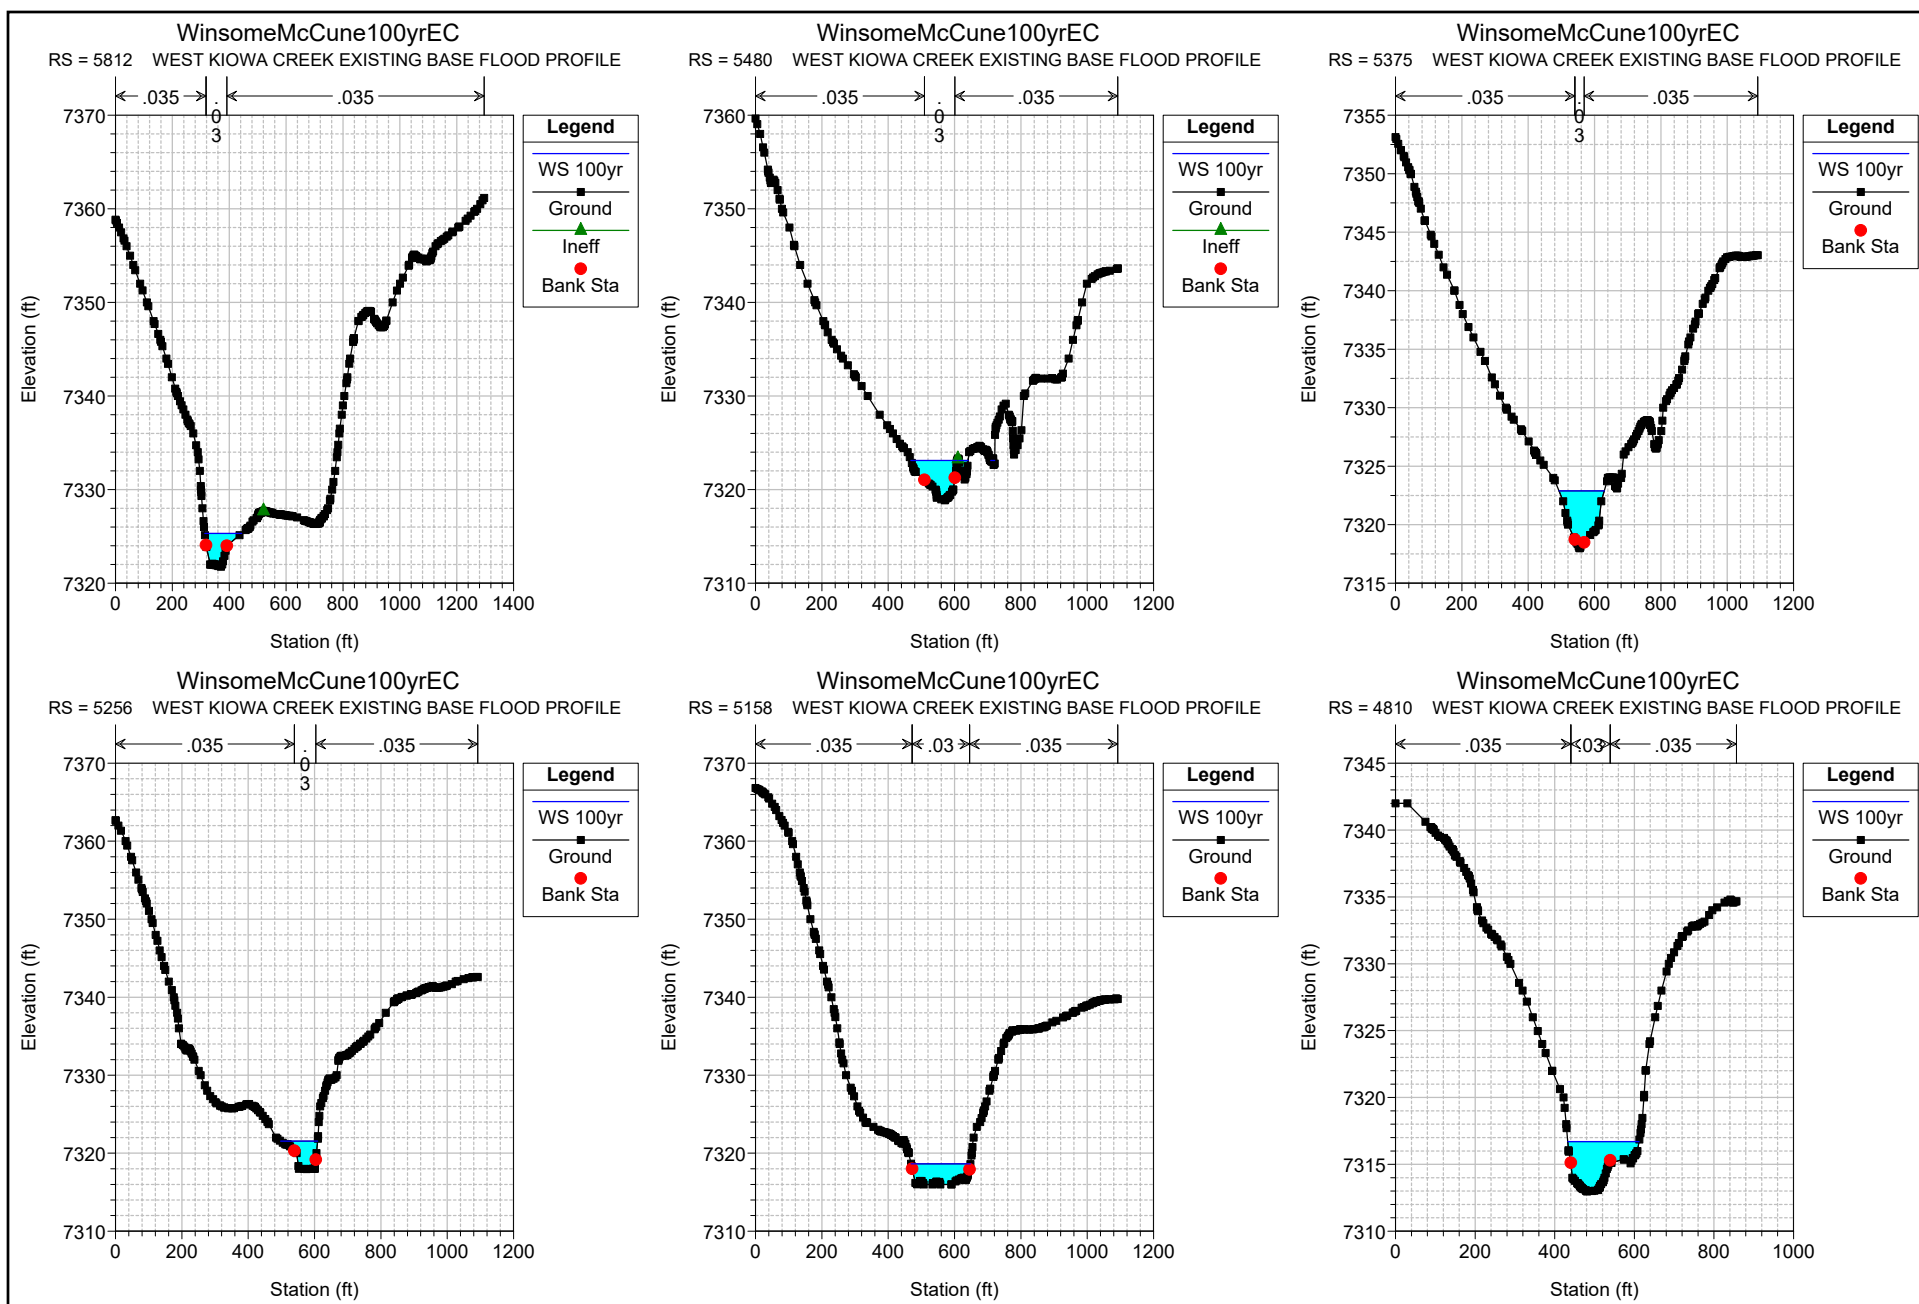 WinsomeMcCune100yrEC
RS = 5812 WEST KIOWA CREEK EXISTING BASE FLOOD PROFILE
.035 .03 .035
7370
7360
7350
7340
7330
7320
0 200 400 600 800 1000 1200 1400
Elevation (ft)
Station (ft)
Legend
WS 100yr
Ground
Ineff
Bank Sta
WinsomeMcCune100yrEC
RS = 5480 WEST KIOWA CREEK EXISTING BASE FLOOD PROFILE
.035 .03 .035
7360
7350
7340
7330
7320
7310
0 200 400 600 800 1000 1200
Elevation (ft)
Station (ft)
Legend
WS 100yr
Ground
Ineff
Bank Sta
WinsomeMcCune100yrEC
RS = 5375 WEST KIOWA CREEK EXISTING BASE FLOOD PROFILE
.035 .03 .035
7355
7350
7345
7340
7335
7330
7325
7320
7315
0 200 400 600 800 1000 1200
Elevation (ft)
Station (ft)
Legend
WS 100yr
Ground
Bank Sta
WinsomeMcCune100yrEC
RS = 5256 WEST KIOWA CREEK EXISTING BASE FLOOD PROFILE
.035 .03 .035
7370
7360
7350
7340
7330
7320
7310
0 200 400 600 800 1000 1200
Elevation (ft)
Station (ft)
Legend
WS 100yr
Ground
Bank Sta
WinsomeMcCune100yrEC
RS = 5158 WEST KIOWA CREEK EXISTING BASE FLOOD PROFILE
.035 .03 .035
7370
7360
7350
7340
7330
7320
7310
0 200 400 600 800 1000 1200
Elevation (ft)
Station (ft)
Legend
WS 100yr
Ground
Bank Sta
WinsomeMcCune100yrEC
RS = 4810 WEST KIOWA CREEK EXISTING BASE FLOOD PROFILE
.035 .03 .035
7345
7340
7335
7330
7325
7320
7315
7310
0 200 400 600 800 1000
Elevation (ft)
Station (ft)
Legend
WS 100yr
Ground
Bank Sta